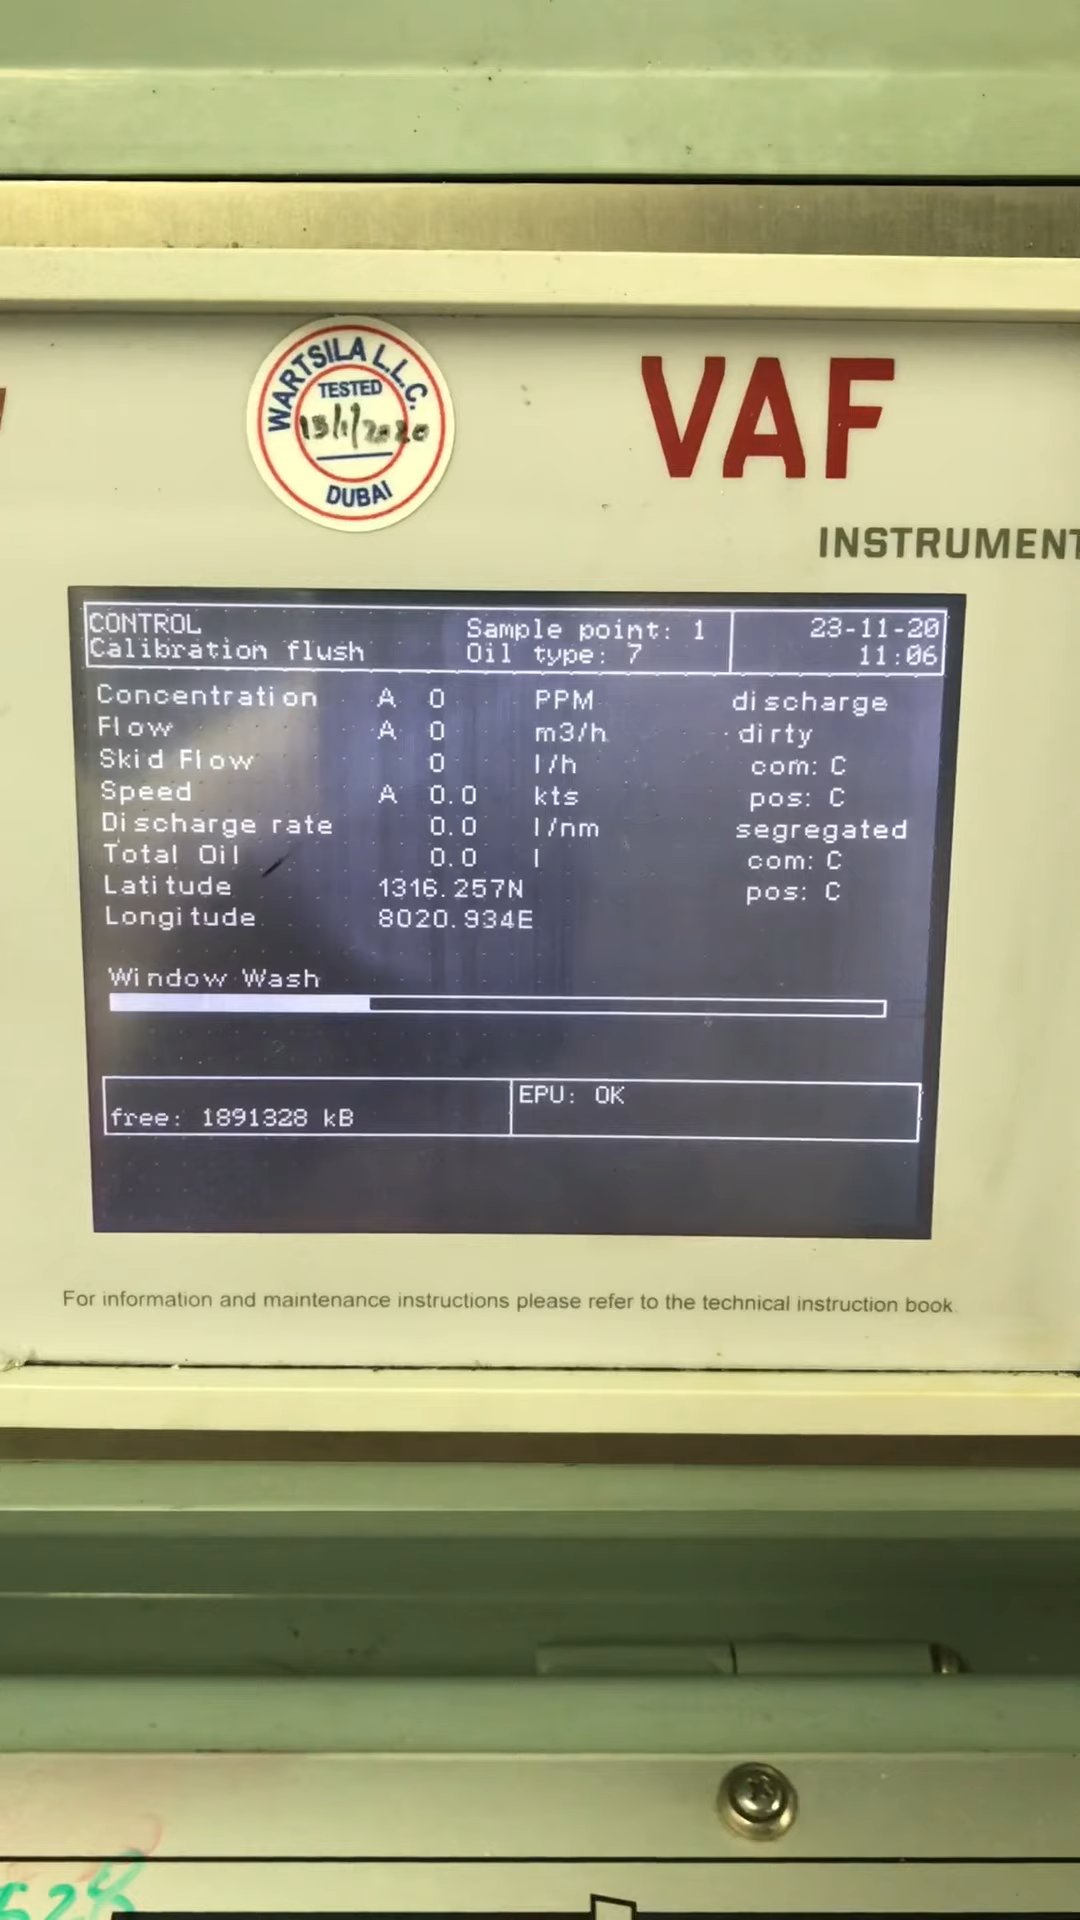 WARTSILA L.L.C.
TESTED
DUBAI
VAF
INSTRUMENT
CONTROL Sample point: 1 23-11-20
Calibration flush Oil type: 7 11:06
Concentration A 0 PPM discharge
Flow A 0 m3/h dirty
Skid Flow 0 l/h com: C
Speed A 0.0 kts pos: C
Discharge rate 0.0 l/nm segregated
Total Oil 0.0 l com: C
Latitude 1316.257N pos: C
Longitude 8020.934E
Window Wash
EPU: OK
free: 1891328 kB
For information and maintenance instructions please refer to the technical instruction book